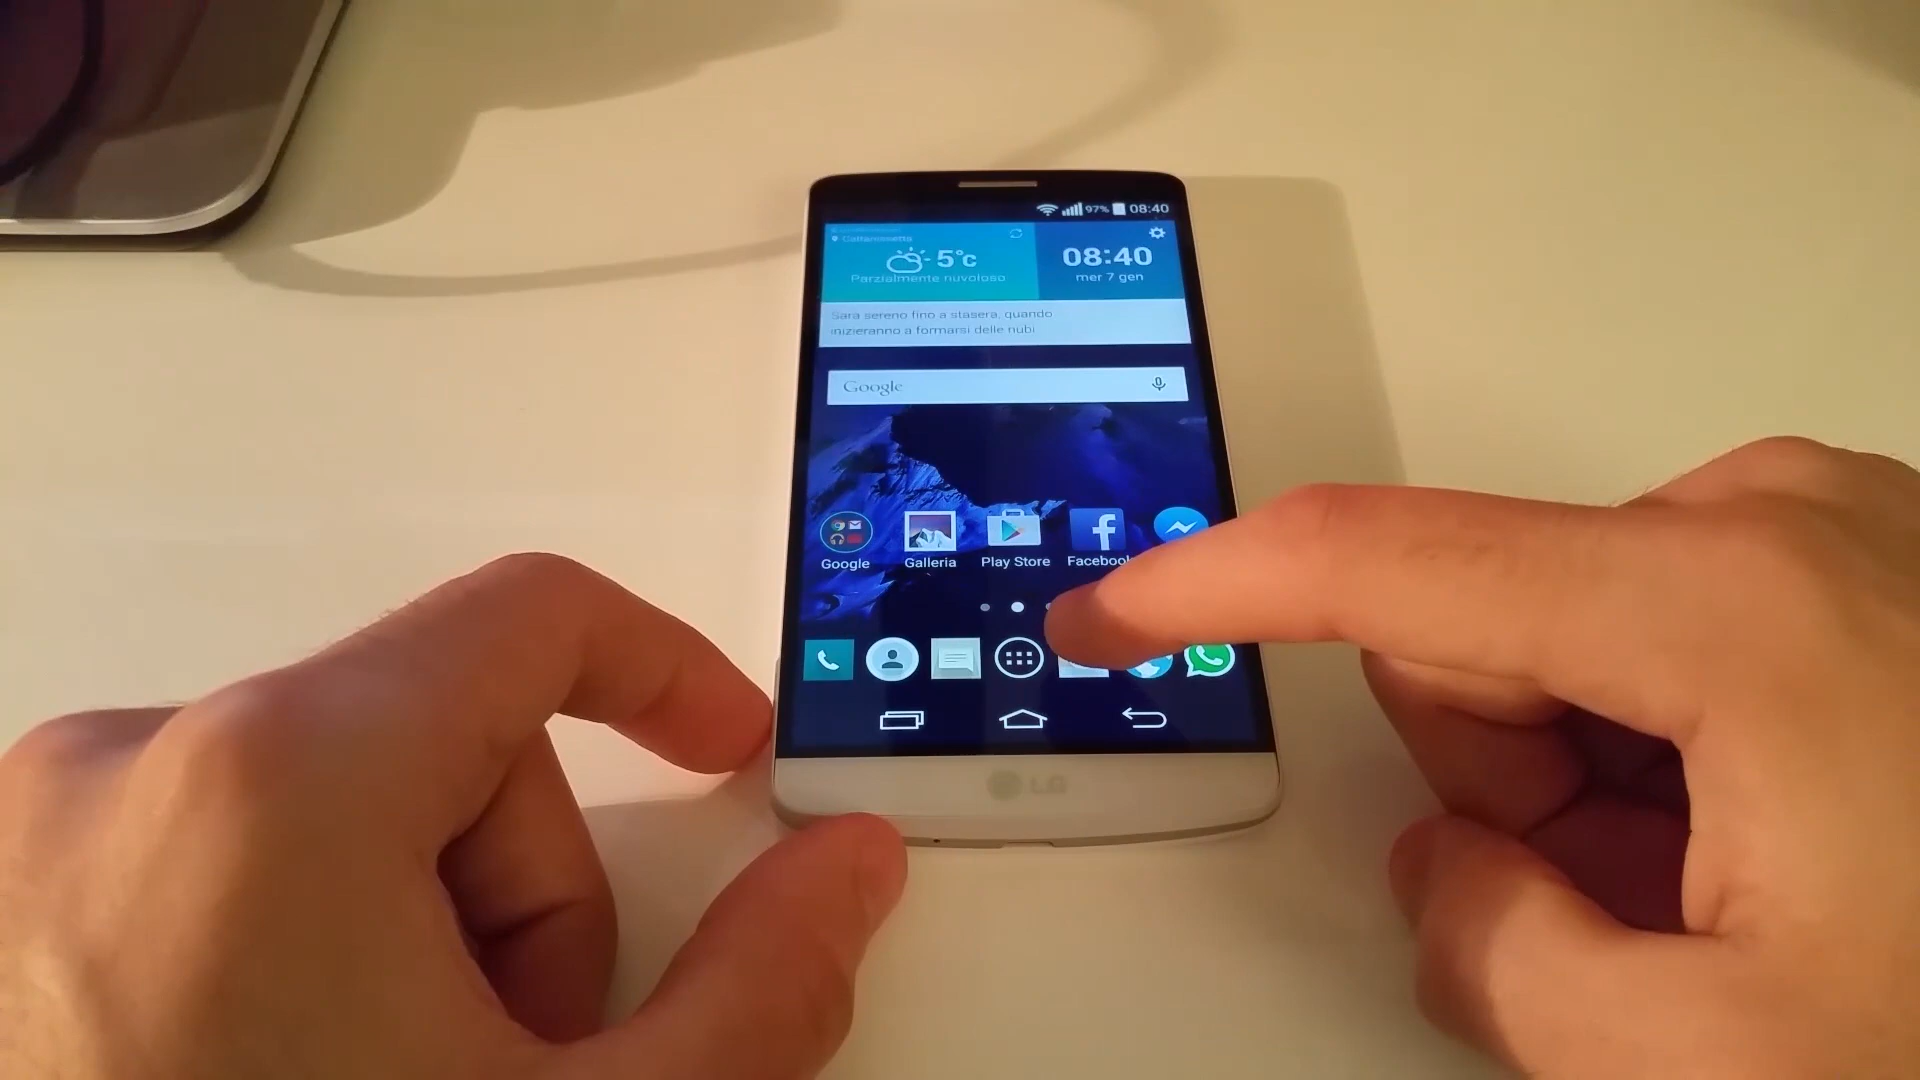 97% 08:40
Caltanissetta
5°c
Parzialmente nuvoloso
08:40
mer 7 gen
Sarà sereno fino a stasera, quando
inizieranno a formarsi delle nubi
Google
Google
Galleria
Play Store
Facebook
LG